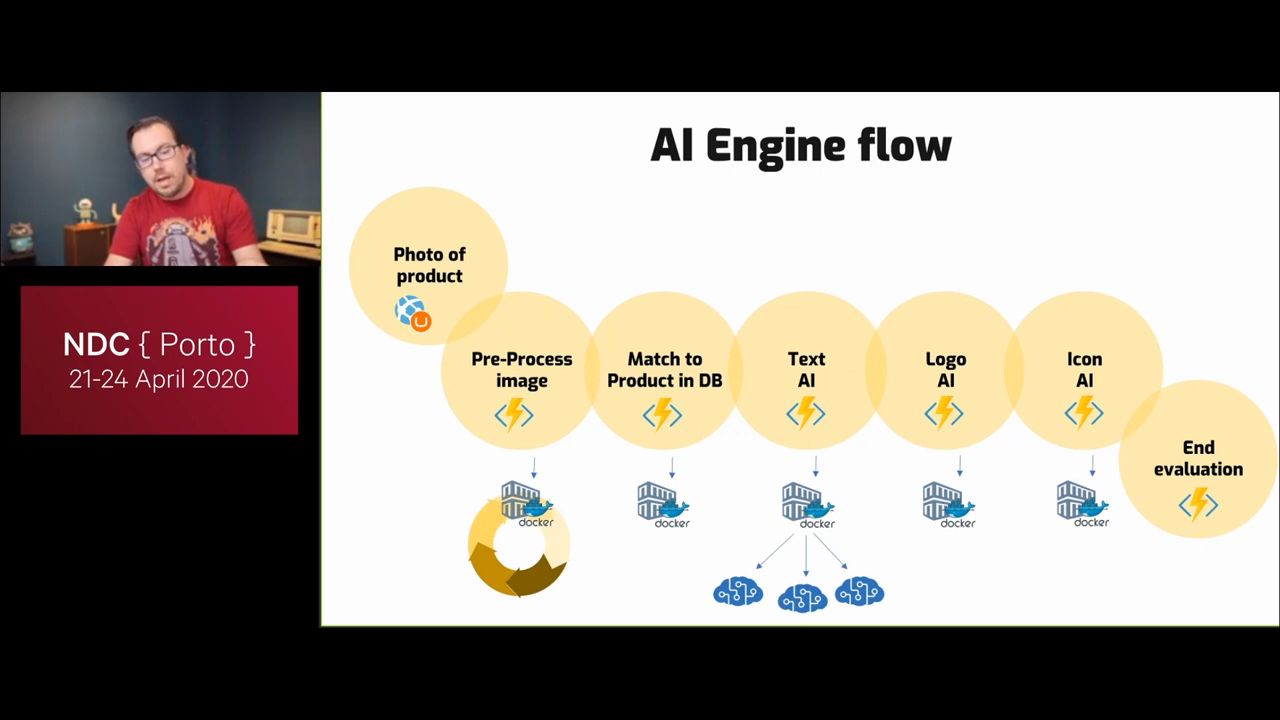 AI Engine flow
Photo of
product
Pre-Process
image
Match to
Product in DB
Text
AI
Logo
AI
Icon
AI
End
evaluation
docker
docker
docker
docker
docker
NDC { Porto }
21-24 April 2020